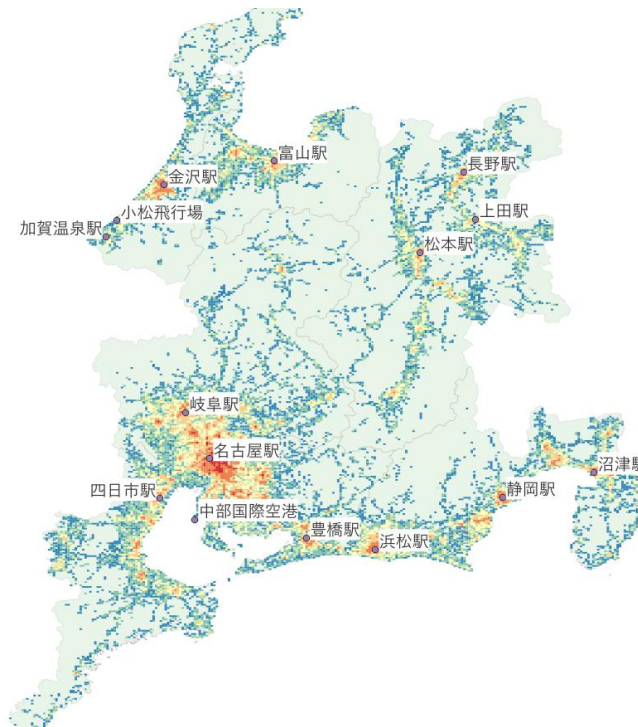 富山駅
長野駅
金沢駅
小松飛行場
上田駅
加賀温泉駅
松本駅
岐阜駅
名古屋駅
沼津駅
四日市駅
静岡駅
中部国際空港
豊橋駅
浜松駅